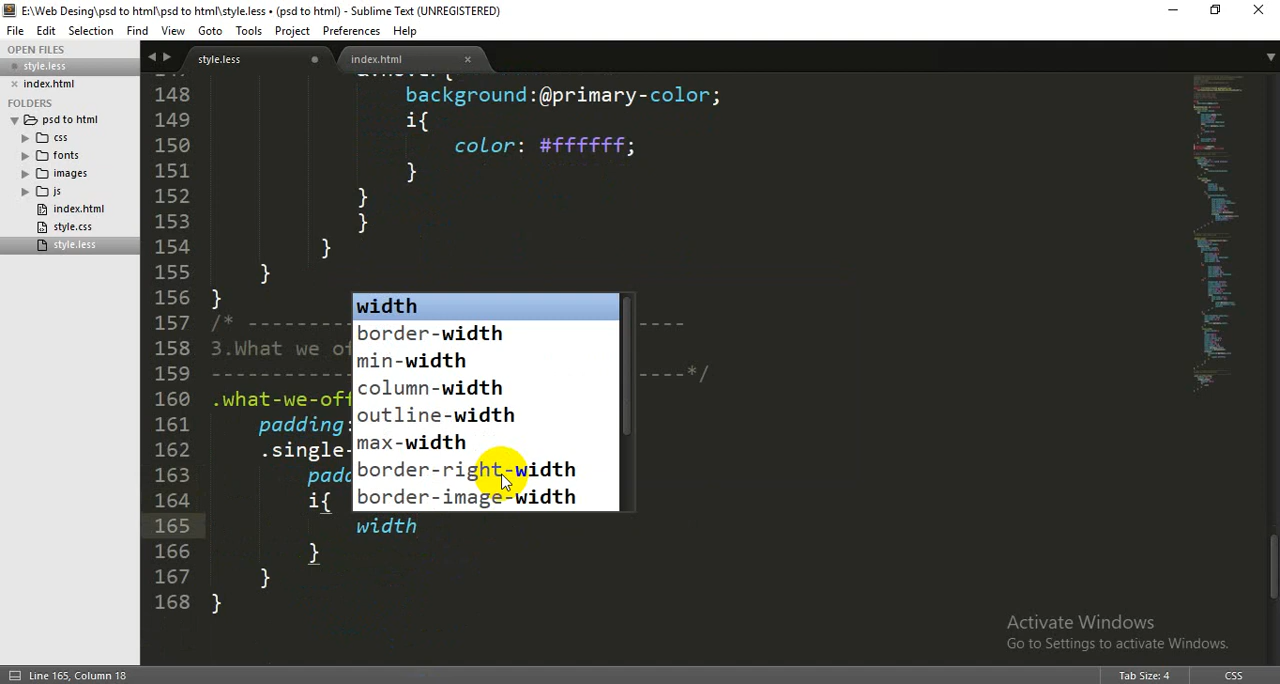 E:\Web Desing\psd to html\psd to html\style.less • (psd to html) - Sublime Text (UNREGISTERED)
File Edit Selection Find View Goto Tools Project Preferences Help
OPEN FILES
style.less
index.html
FOLDERS
psd to html
css
fonts
images
js
index.html
style.css
style.less
style.less
index.html
148 background:@primary-color;
149 i{
150 color: #ffffff;
151 }
152 }
153 }
154 }
155 }
156 }
157 /* --------- ----
158 3.What we of
159 --------- ----*/
160 .what-we-off
161 padding:
162 .single-
163 padd
164 i{
165 width
166 }
167 }
168 }
width
border-width
min-width
column-width
outline-width
max-width
border-right-width
border-image-width
Activate Windows
Go to Settings to activate Windows.
Line 165, Column 18
Tab Size: 4
CSS